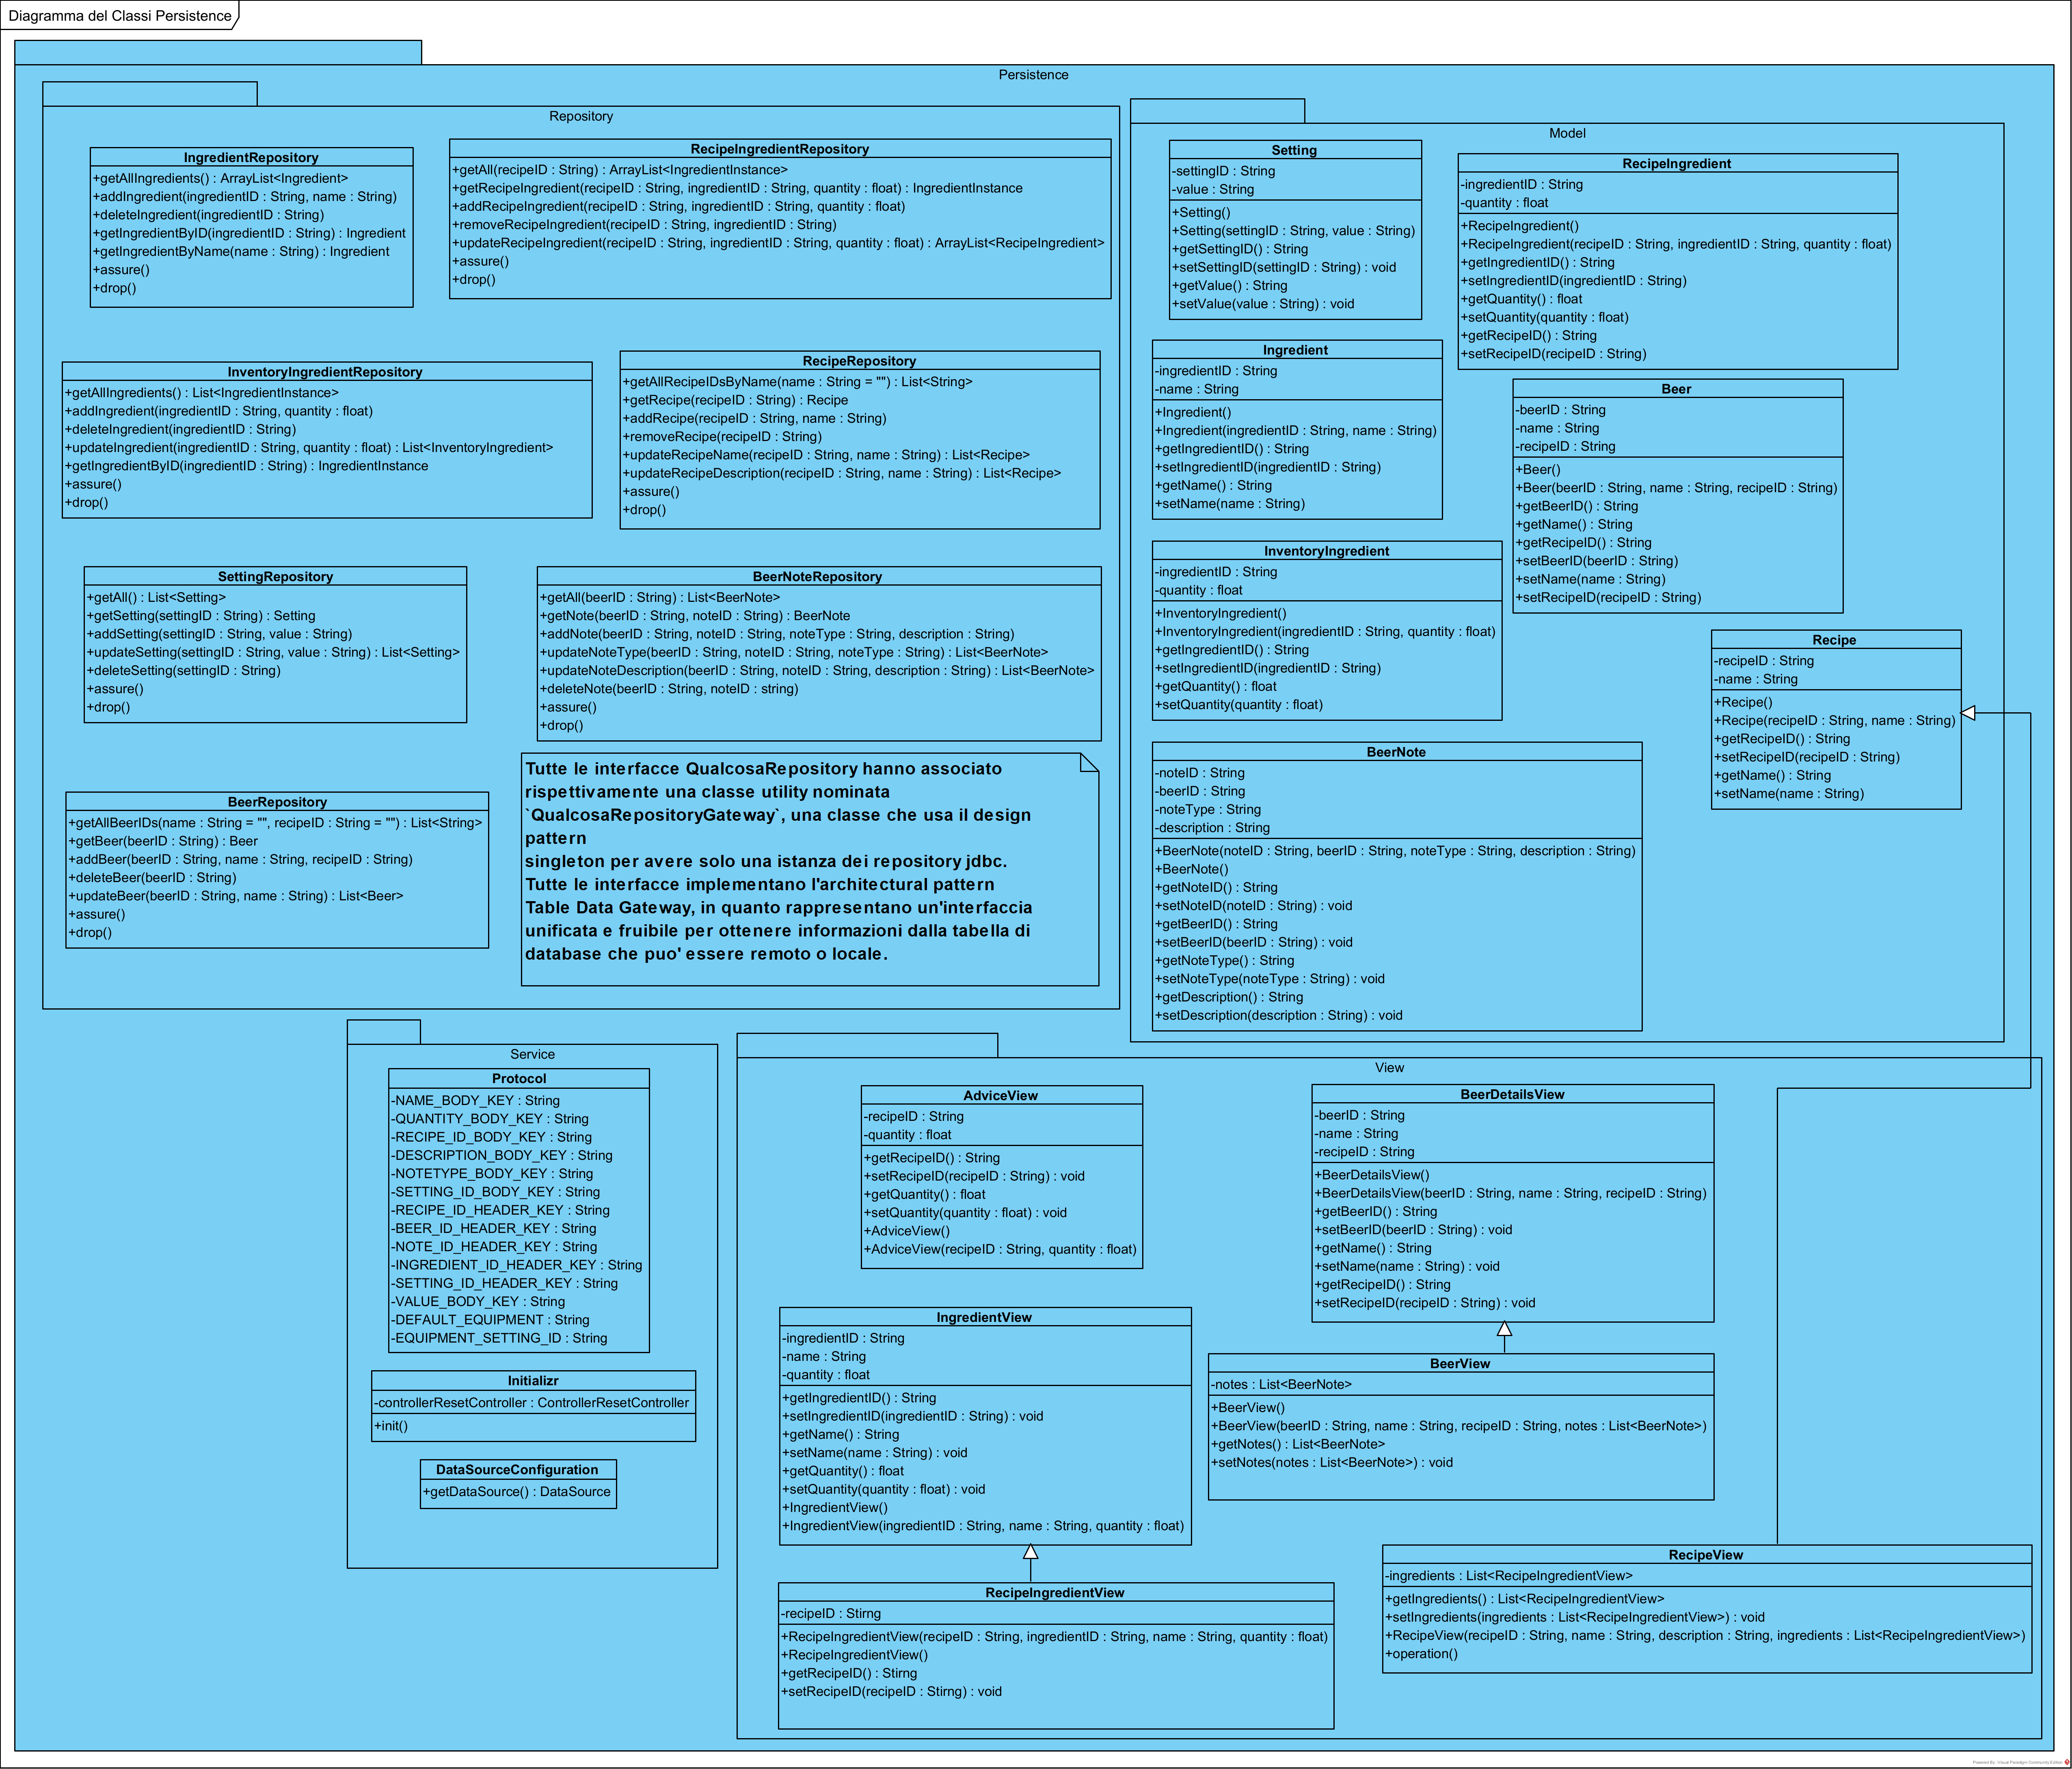 Diagramma del Classi Persistence
Persistence
Repository
IngredientRepository
+getAllIngredients() : ArrayList<Ingredient>
+addIngredient(ingredientID : String, name : String)
+deleteIngredient(ingredientID : String)
+getIngredientByID(ingredientID : String) : Ingredient
+getIngredientByName(name : String) : Ingredient
+assure()
+drop()
RecipeIngredientRepository
+getAll(recipeID : String) : ArrayList<IngredientInstance>
+getRecipeIngredient(recipeID : String, ingredientID : String, quantity : float) : IngredientInstance
+addRecipeIngredient(recipeID : String, ingredientID : String, quantity : float)
+removeRecipeIngredient(recipeID : String, ingredientID : String)
+updateRecipeIngredient(recipeID : String, ingredientID : String, quantity : float) : ArrayList<RecipeIngredient>
+assure()
+drop()
InventoryIngredientRepository
+getAllIngredients() : List<IngredientInstance>
+addIngredient(ingredientID : String, quantity : float)
+deleteIngredient(ingredientID : String)
+updateIngredient(ingredientID : String, quantity : float) : List<InventoryIngredient>
+getIngredientByID(ingredientID : String) : IngredientInstance
+assure()
+drop()
RecipeRepository
+getAllRecipeIDsByName(name : String = "") : List<String>
+getRecipe(recipeID : String) : Recipe
+addRecipe(recipeID : String, name : String)
+removeRecipe(recipeID : String)
+updateRecipeName(recipeID : String, name : String) : List<Recipe>
+updateRecipeDescription(recipeID : String, name : String) : List<Recipe>
+assure()
+drop()
SettingRepository
+getAll() : List<Setting>
+getSetting(settingID : String) : Setting
+addSetting(settingID : String, value : String)
+updateSetting(settingID : String, value : String) : List<Setting>
+deleteSetting(settingID : String)
+assure()
+drop()
BeerNoteRepository
+getAll(beerID : String) : List<BeerNote>
+getNote(beerID : String, noteID : String) : BeerNote
+addNote(beerID : String, noteID : String, noteType : String, description : String)
+updateNoteType(beerID : String, noteID : String, noteType : String) : List<BeerNote>
+updateNoteDescription(beerID : String, noteID : String, description : String) : List<BeerNote>
+deleteNote(beerID : String, noteID : string)
+assure()
+drop()
BeerRepository
+getAllBeerIDs(name : String = "", recipeID : String = "") : List<String>
+getBeer(beerID : String) : Beer
+addBeer(beerID : String, name : String, recipeID : String)
+deleteBeer(beerID : String)
+updateBeer(beerID : String, name : String) : List<Beer>
+assure()
+drop()
Tutte le interfacce QualcosaRepository hanno associato
rispettivamente una classe utility nominata
`QualcosaRepositoryGateway`, una classe che usa il design
pattern
singleton per avere solo una istanza dei repository jdbc.
Tutte le interfacce implementano l'architectural pattern
Table Data Gateway, in quanto rappresentano un'interfaccia
unificata e fruibile per ottenere informazioni dalla tabella di
database che puo' essere remoto o locale.
Model
Setting
-settingID : String
-value : String
+Setting()
+Setting(settingID : String, value : String)
+getSettingID() : String
+setSettingID(settingID : String) : void
+getValue() : String
+setValue(value : String) : void
RecipeIngredient
-ingredientID : String
-quantity : float
+RecipeIngredient()
+RecipeIngredient(recipeID : String, ingredientID : String, quantity : float)
+getIngredientID() : String
+setIngredientID(ingredientID : String)
+getQuantity() : float
+setQuantity(quantity : float)
+getRecipeID() : String
+setRecipeID(recipeID : String)
Ingredient
-ingredientID : String
-name : String
+Ingredient()
+Ingredient(ingredientID : String, name : String)
+getIngredientID() : String
+setIngredientID(ingredientID : String)
+getName() : String
+setName(name : String)
Beer
-beerID : String
-name : String
-recipeID : String
+Beer()
+Beer(beerID : String, name : String, recipeID : String)
+getBeerID() : String
+getName() : String
+getRecipeID() : String
+setBeerID(beerID : String)
+setName(name : String)
+setRecipeID(recipeID : String)
InventoryIngredient
-ingredientID : String
-quantity : float
+InventoryIngredient()
+InventoryIngredient(ingredientID : String, quantity : float)
+getIngredientID() : String
+setIngredientID(ingredientID : String)
+getQuantity() : float
+setQuantity(quantity : float)
Recipe
-recipeID : String
-name : String
+Recipe()
+Recipe(recipeID : String, name : String)
+getRecipeID() : String
+setRecipeID(recipeID : String)
+getName() : String
+setName(name : String)
BeerNote
-noteID : String
-beerID : String
-noteType : String
-description : String
+BeerNote(noteID : String, beerID : String, noteType : String, description : String)
+BeerNote()
+getNoteID() : String
+setNoteID(noteID : String) : void
+getBeerID() : String
+setBeerID(beerID : String) : void
+getNoteType() : String
+setNoteType(noteType : String) : void
+getDescription() : String
+setDescription(description : String) : void
Service
Protocol
-NAME_BODY_KEY : String
-QUANTITY_BODY_KEY : String
-RECIPE_ID_BODY_KEY : String
-DESCRIPTION_BODY_KEY : String
-NOTETYPE_BODY_KEY : String
-SETTING_ID_BODY_KEY : String
-RECIPE_ID_HEADER_KEY : String
-BEER_ID_HEADER_KEY : String
-NOTE_ID_HEADER_KEY : String
-INGREDIENT_ID_HEADER_KEY : String
-SETTING_ID_HEADER_KEY : String
-VALUE_BODY_KEY : String
-DEFAULT_EQUIPMENT : String
-EQUIPMENT_SETTING_ID : String
Initializr
-controllerResetController : ControllerResetController
+init()
DataSourceConfiguration
+getDataSource() : DataSource
View
AdviceView
-recipeID : String
-quantity : float
+getRecipeID() : String
+setRecipeID(recipeID : String) : void
+getQuantity() : float
+setQuantity(quantity : float) : void
+AdviceView()
+AdviceView(recipeID : String, quantity : float)
BeerDetailsView
-beerID : String
-name : String
-recipeID : String
+BeerDetailsView()
+BeerDetailsView(beerID : String, name : String, recipeID : String)
+getBeerID() : String
+setBeerID(beerID : String) : void
+getName() : String
+setName(name : String) : void
+getRecipeID() : String
+setRecipeID(recipeID : String) : void
IngredientView
-ingredientID : String
-name : String
-quantity : float
+getIngredientID() : String
+setIngredientID(ingredientID : String) : void
+getName() : String
+setName(name : String) : void
+getQuantity() : float
+setQuantity(quantity : float) : void
+IngredientView()
+IngredientView(ingredientID : String, name : String, quantity : float)
BeerView
-notes : List<BeerNote>
+BeerView()
+BeerView(beerID : String, name : String, recipeID : String, notes : List<BeerNote>)
+getNotes() : List<BeerNote>
+setNotes(notes : List<BeerNote>) : void
RecipeIngredientView
-recipeID : Stirng
+RecipeIngredientView(recipeID : String, ingredientID : String, name : String, quantity : float)
+RecipeIngredientView()
+getRecipeID() : Stirng
+setRecipeID(recipeID : Stirng) : void
RecipeView
-ingredients : List<RecipeIngredientView>
+getIngredients() : List<RecipeIngredientView>
+setIngredients(ingredients : List<RecipeIngredientView>) : void
+RecipeView(recipeID : String, name : String, description : String, ingredients : List<RecipeIngredientView>)
+operation()
Powered By Visual Paradigm Community Edition